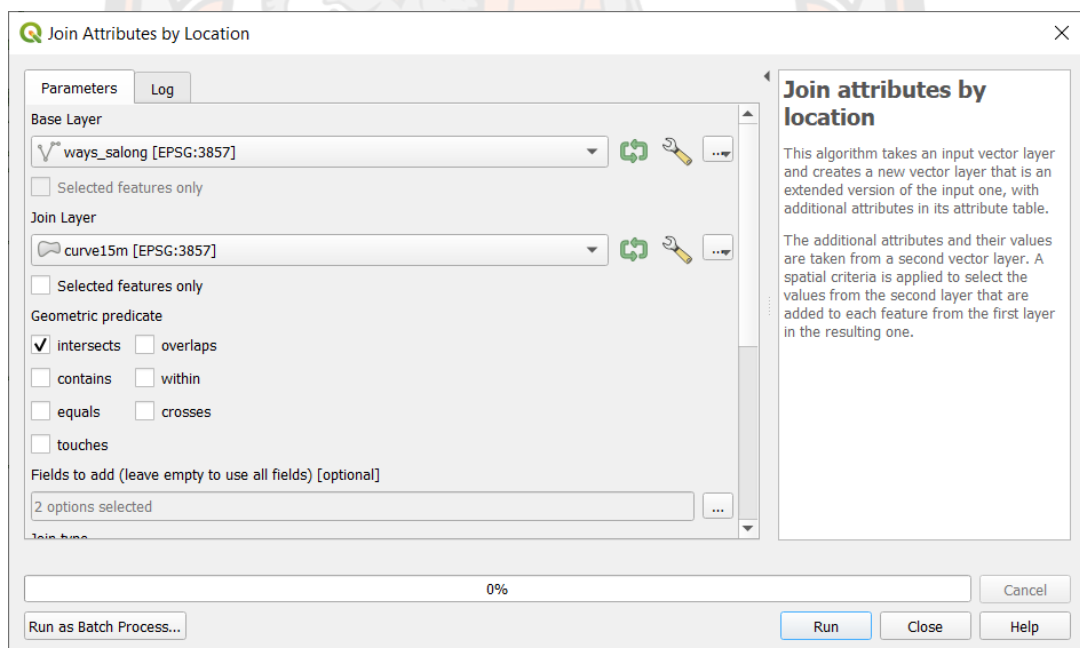 Join Attributes by Location
Parameters
Log
Base Layer
ways_salong [EPSG:3857]
...
Selected features only
Join Layer
curve15m [EPSG:3857]
...
Selected features only
Geometric predicate
intersects
overlaps
contains
within
equals
crosses
touches
Fields to add (leave empty to use all fields) [optional]
2 options selected
...
Join type
Join attributes by
location
This algorithm takes an input vector layer
and creates a new vector layer that is an
extended version of the input one, with
additional attributes in its attribute table.
The additional attributes and their values
are taken from a second vector layer. A
spatial criteria is applied to select the
values from the second layer that are
added to each feature from the first layer
in the resulting one.
0%
Cancel
Run as Batch Process...
Run
Close
Help